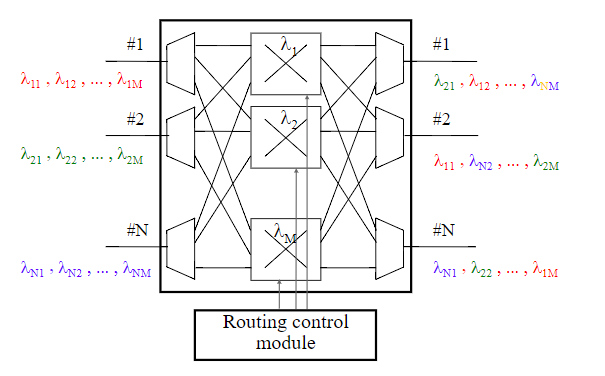 #1 λ1 #1
λ11 , λ12 , ... , λ1M λ21 , λ12 , ... , λNM
#2 λ2 #2
λ21 , λ22 , ... , λ2M λ11 , λN2 , ... , λ2M
#N λM #N
λN1 , λN2 , ... , λNM λN1 , λ22 , ... , λ1M
Routing control
module